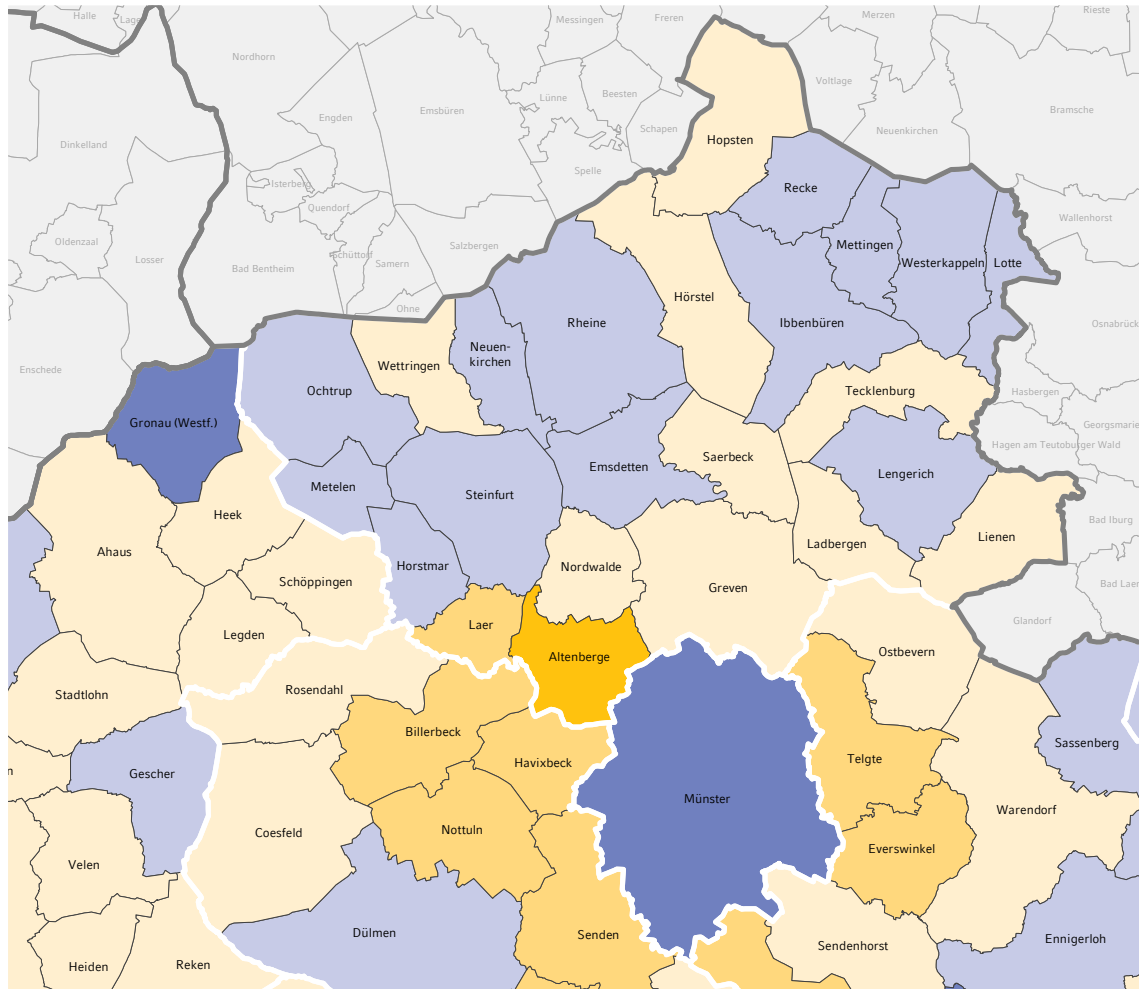 Halle
Lage
Messingen
Freren
Merzen
Rieste
Nordhorn
Lünne
Beesten
Voltlage
Engden
Emsbüren
Bramsche
Schapen
Hopsten
Neuenkirchen
Dinkelland
Spelle
Isterberg
Recke
Quendorf
Wallenhorst
Oldenzaal
Losser
Bad Bentheim
Schüttorf
Samern
Salzbergen
Mettingen
Westerkappeln
Lotte
Ohne
Hörstel
Rheine
Ibbenbüren
Osnabrück
Enschede
Neuen-
kirchen
Wettringen
Ochtrup
Tecklenburg
Hasbergen
Gronau (Westf.)
Georgsmarie
Hagen am Teutoburger Wald
Saerbeck
Emsdetten
Lengerich
Metelen
Steinfurt
Heek
Bad Iburg
Ahaus
Ladbergen
Lienen
Horstmar
Nordwalde
Schöppingen
Greven
Bad Laer
Laer
Glandorf
Legden
Altenberge
Ostbevern
Rosendahl
Stadtlohn
Billerbeck
Sassenberg
Havixbeck
Telgte
n
Gescher
Münster
Warendorf
Coesfeld
Nottuln
Everswinkel
Velen
Dülmen
Senden
Sendenhorst
Ennigerloh
Heiden
Reken